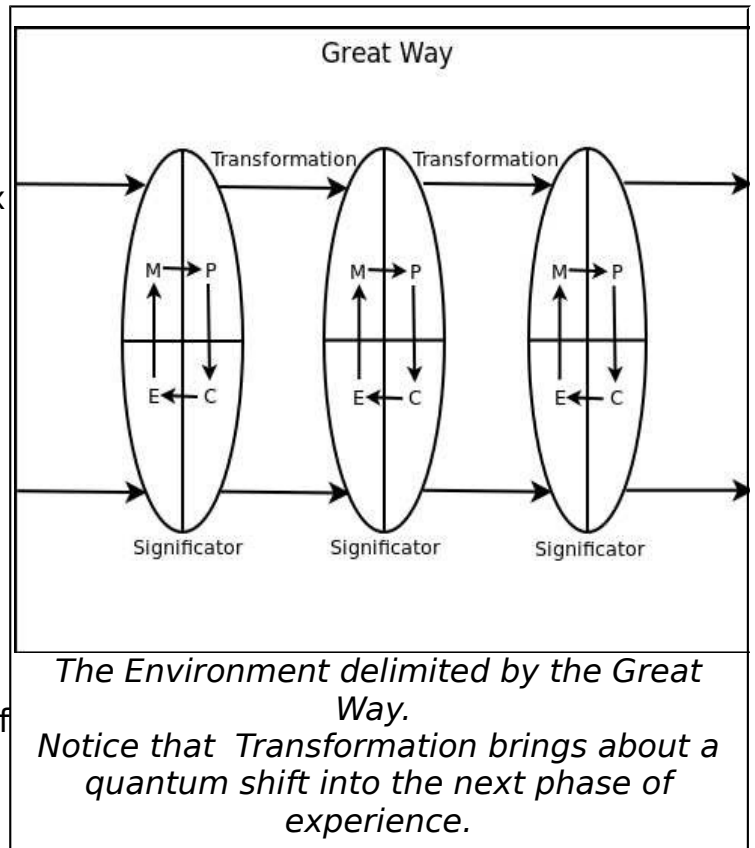 Great Way
Transformation Transformation
x
M P M P M P
E C E C E C
Significator Significator Significator
The Environment delimited by the Great
Way.
f
Notice that Transformation brings about a
quantum shift into the next phase of
experience.